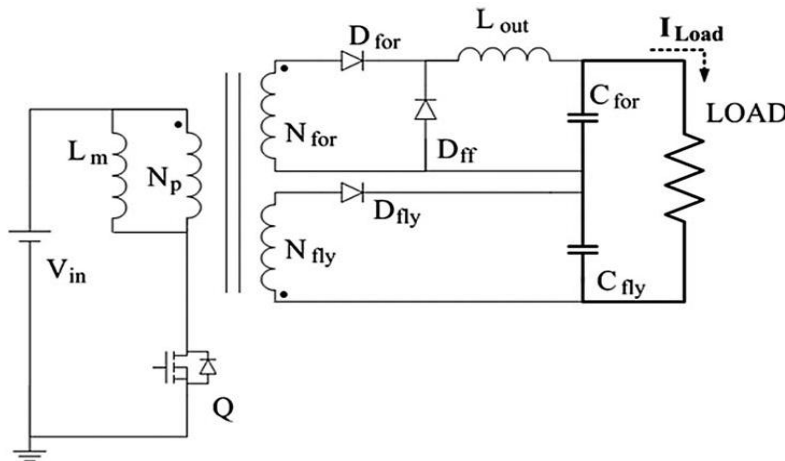 D for
L out
I Load
C for
LOAD
N for
D ff
L m
N p
D fly
N fly
V in
C fly
Q